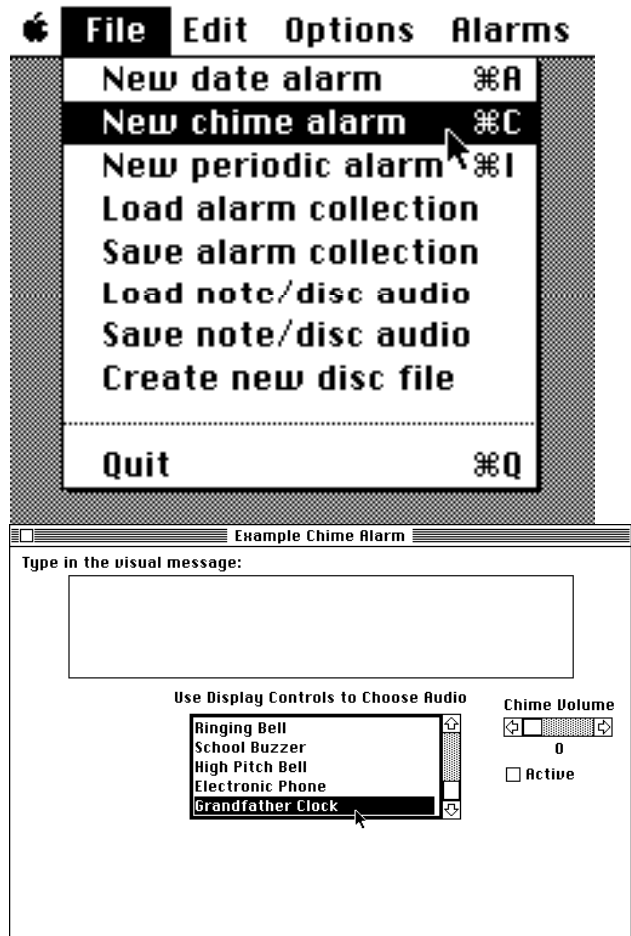 File Edit Options Alarms
New date alarm ⌘A
New chime alarm ⌘C
New periodic alarm ⌘I
Load alarm collection
Save alarm collection
Load note/disc audio
Save note/disc audio
Create new disc file
Quit ⌘Q
Example Chime Alarm
Type in the visual message:
Use Display Controls to Choose Audio
Chime Volume
Ringing Bell
School Buzzer
High Pitch Bell
Electronic Phone
Grandfather Clock
0
Active